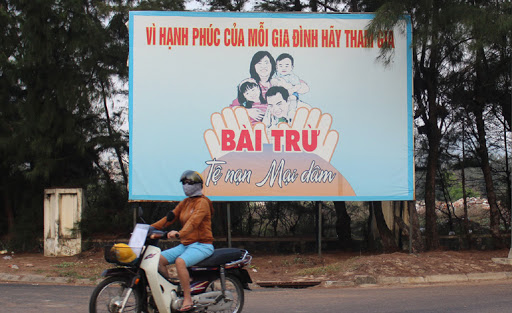 VÌ HẠNH PHÚC CỦA MỖI GIA ĐÌNH HÃY THAM GIA
BÀI TRỪ
Tệ nạn Mại dâm